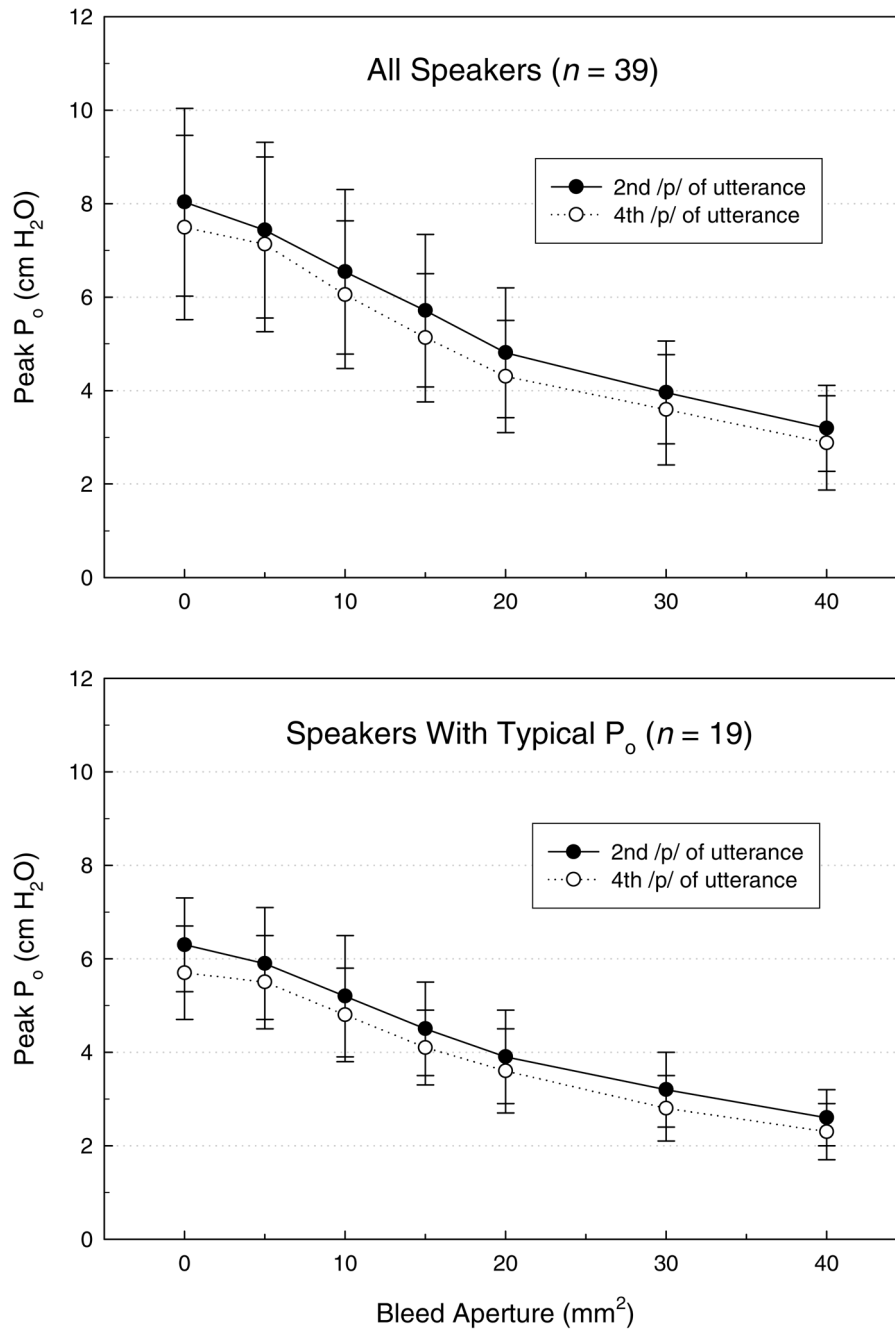 All Speakers (n = 39)
2nd /p/ of utterance
4th /p/ of utterance
Peak Pₒ (cm H₂O)
12
10
8
6
4
2
0
0 10 20 30 40
Speakers With Typical Pₒ (n = 19)
2nd /p/ of utterance
4th /p/ of utterance
Peak Pₒ (cm H₂O)
12
10
8
6
4
2
0
0 10 20 30 40
Bleed Aperture (mm²)